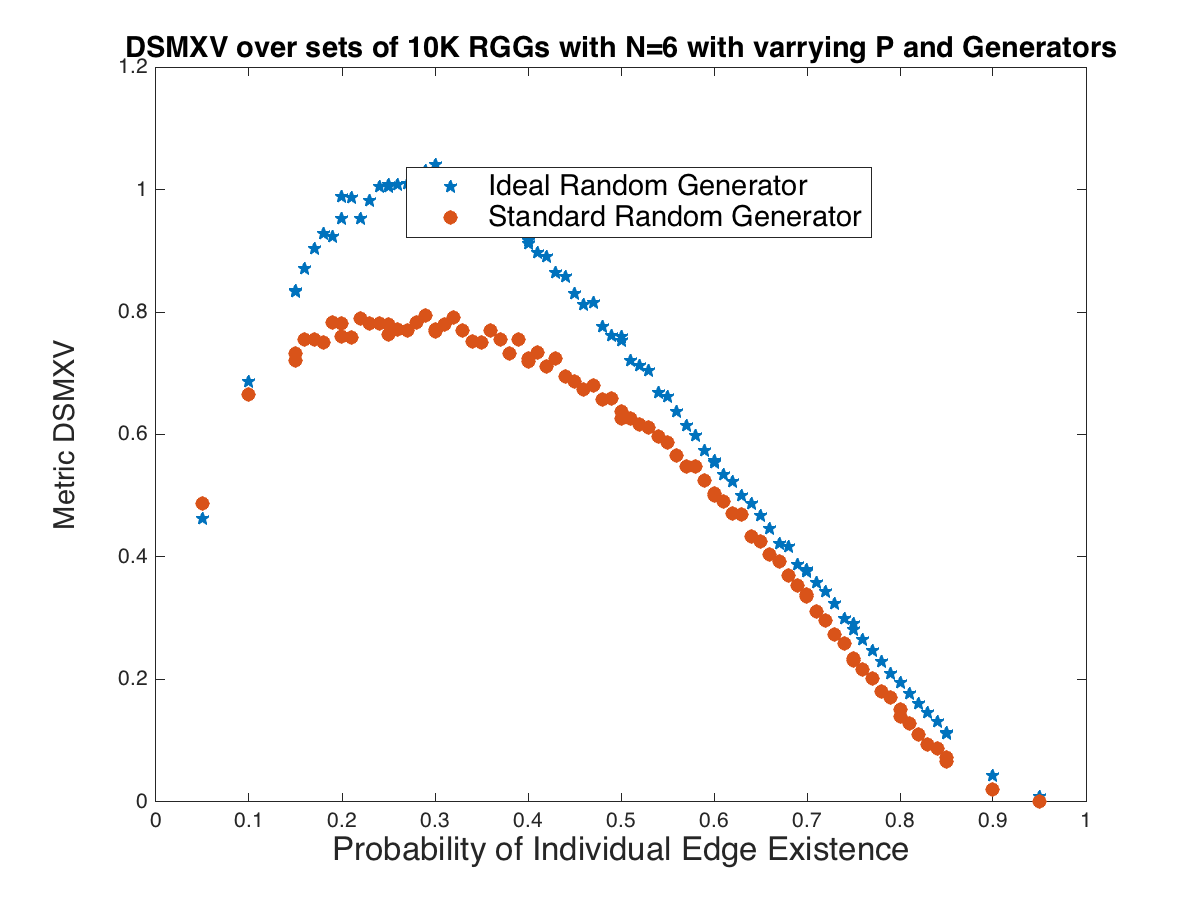 DSMXV over sets of 10K RGGs with N=6 with varrying P and Generators
1.2
1
0.8
0.6
0.4
0.2
0
Metric DSMXV
Ideal Random Generator
Standard Random Generator
0 0.1 0.2 0.3 0.4 0.5 0.6 0.7 0.8 0.9 1
Probability of Individual Edge Existence